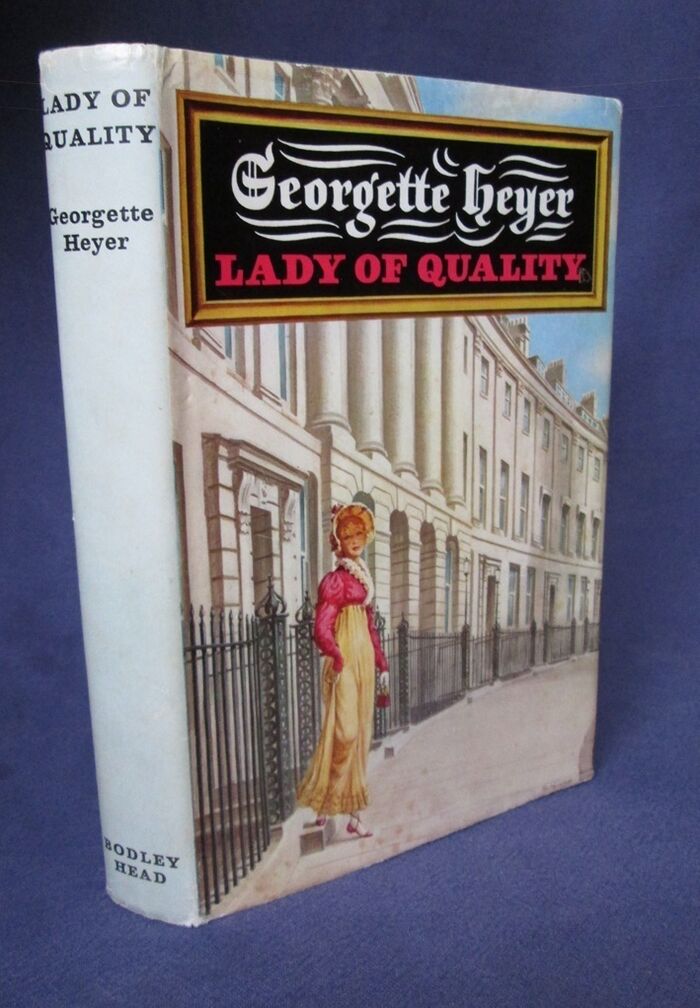 LADY OF
QUALITY
Georgette
Heyer
BODLEY
HEAD
Georgette Heyer
LADY OF QUALITY